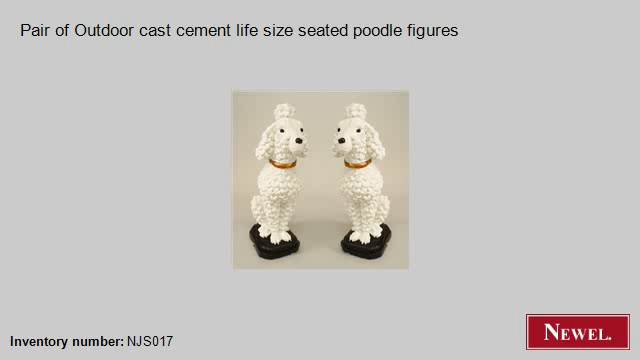 Pair of Outdoor cast cement life size seated poodle figures
Inventory number: NJS017
NEWEL.